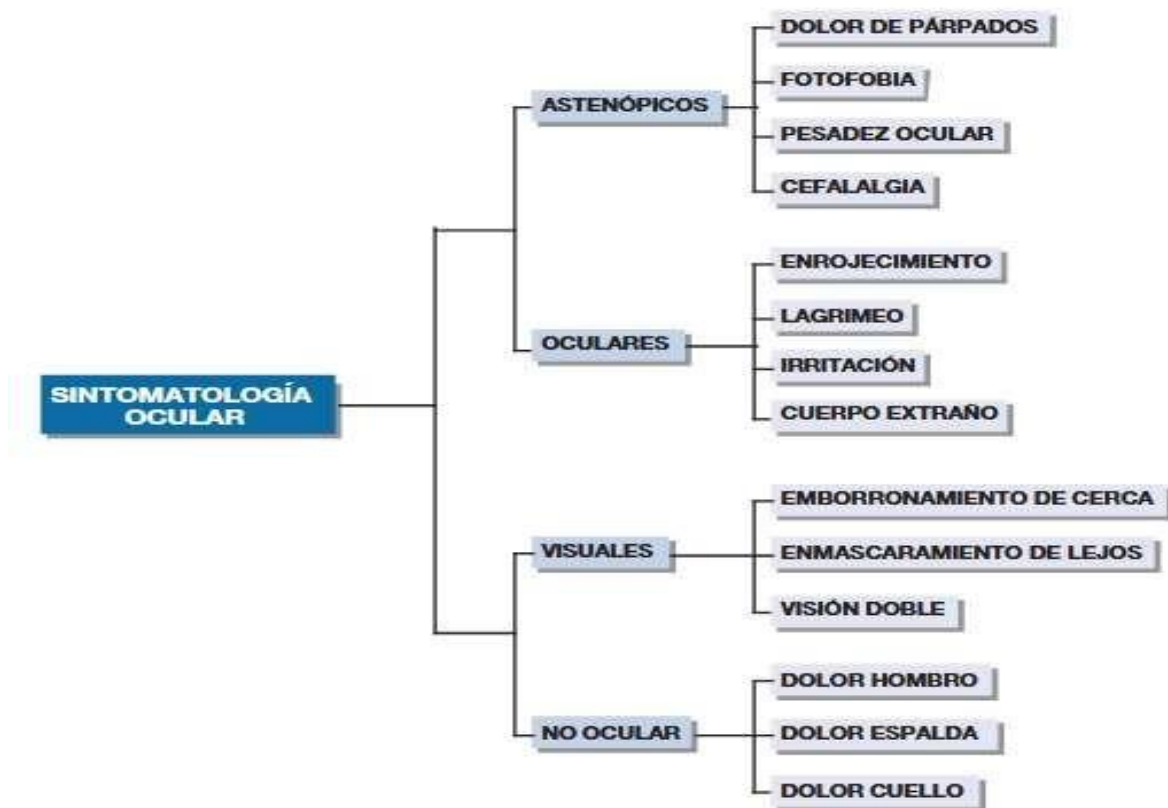 SINTOMATOLOGÍA
OCULAR
ASTENÓPICOS
DOLOR DE PÁRPADOS
FOTOFOBIA
PESADEZ OCULAR
CEFALALGIA
OCULARES
ENROJECIMIENTO
LAGRIMEO
IRRITACIÓN
CUERPO EXTRAÑO
VISUALES
EMBORRONAMIENTO DE CERCA
ENMASCARAMIENTO DE LEJOS
VISIÓN DOBLE
NO OCULAR
DOLOR HOMBRO
DOLOR ESPALDA
DOLOR CUELLO